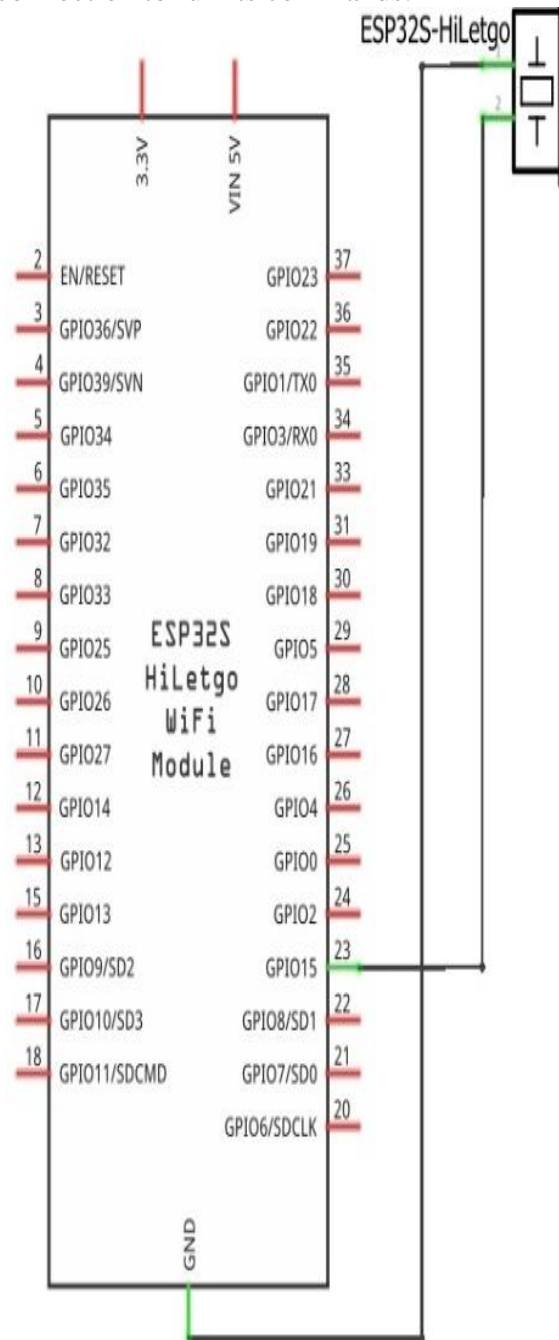 ESP32S-HiLetgo
1
2
3.3V
VIN 5V
2 EN/RESET
GPIO23 37
3 GPIO36/SVP
GPIO22 36
4 GPIO39/SVN
GPIO1/TX0 35
5 GPIO34
GPIO3/RX0 34
6 GPIO35
GPIO21 33
7 GPIO32
GPIO19 31
8 GPIO33
GPIO18 30
9 GPIO25
GPIO5 29
10 GPIO26
GPIO17 28
11 GPIO27
GPIO16 27
12 GPIO14
GPIO4 26
13 GPIO12
GPIO0 25
15 GPIO13
GPIO2 24
16 GPIO9/SD2
GPIO15 23
17 GPIO10/SD3
GPIO8/SD1 22
18 GPIO11/SDCMD
GPIO7/SD0 21
GPIO6/SDCLK 20
ESP32S
HiLetgo
WiFi
Module
GND